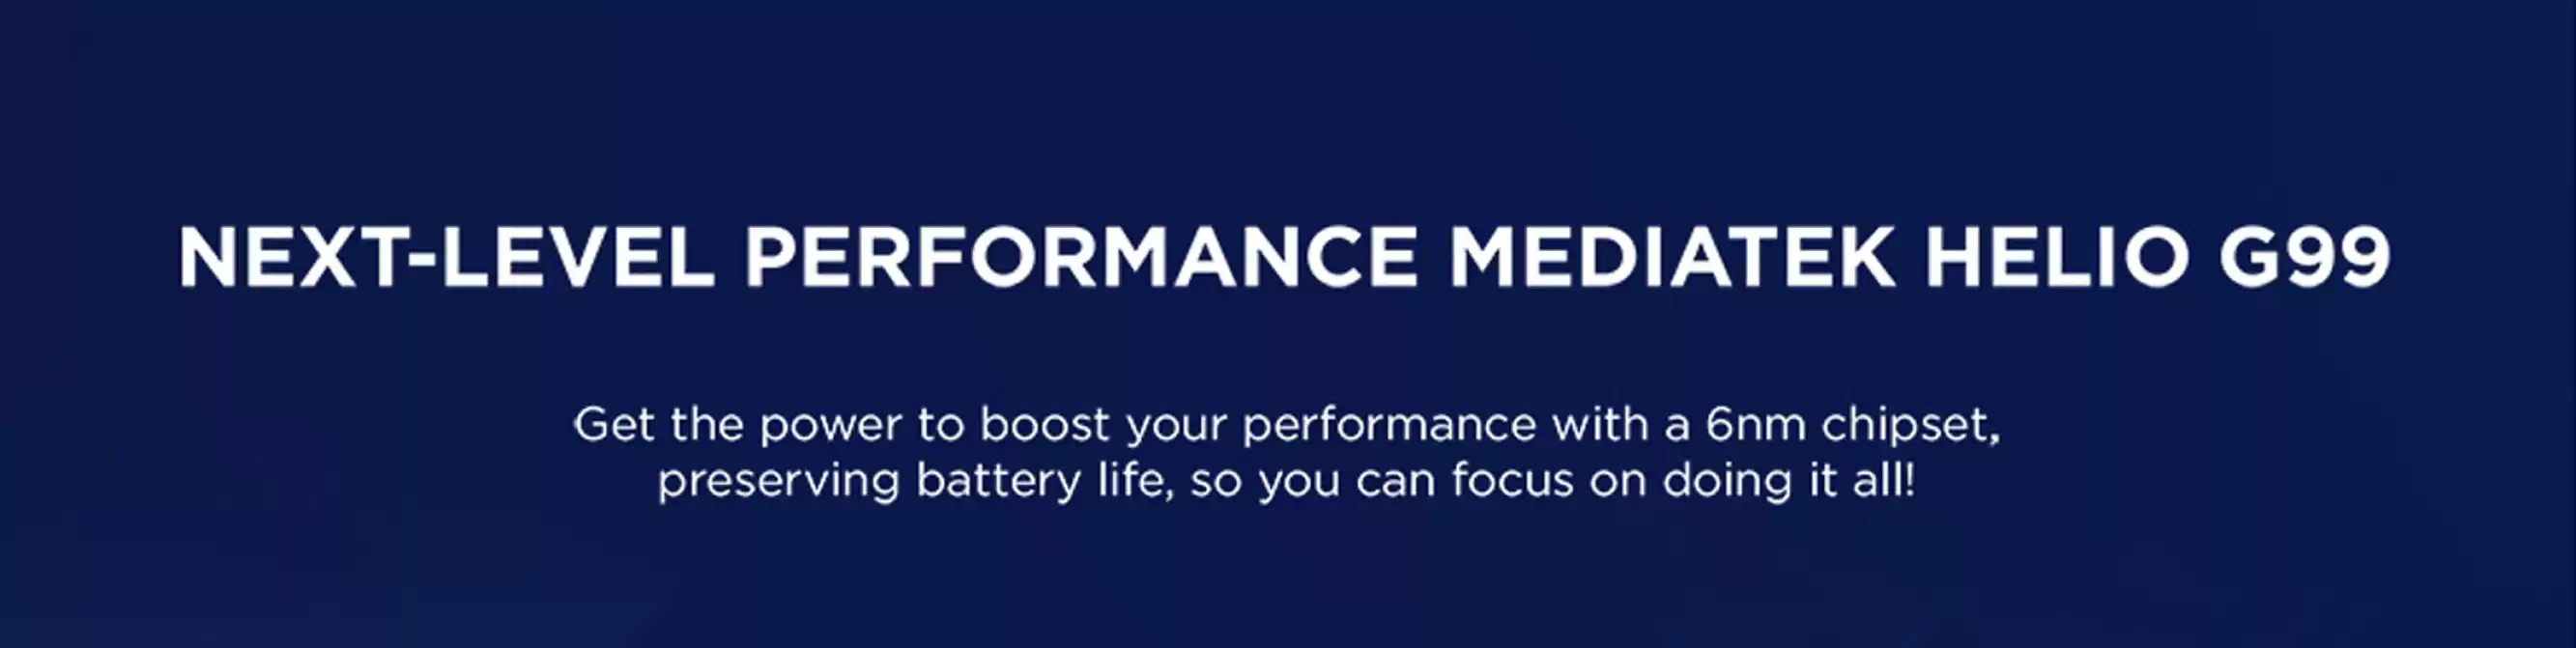 NEXT-LEVEL PERFORMANCE MEDIATEK HELIO G99
Get the power to boost your performance with a 6nm chipset,
preserving battery life, so you can focus on doing it all!